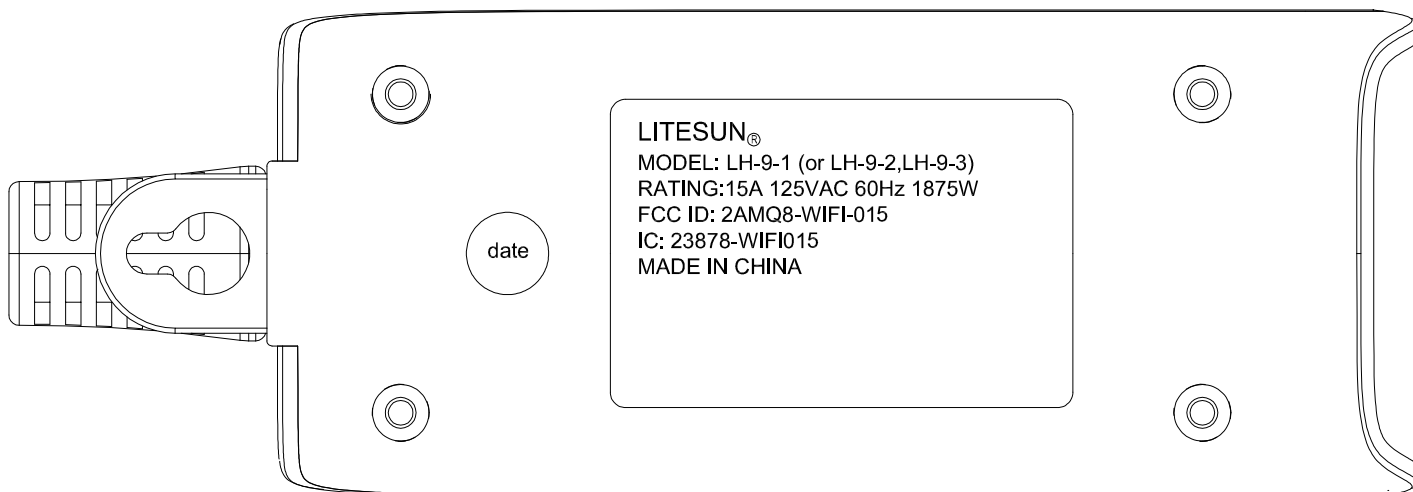 date
LITESUN®
MODEL: LH-9-1 (or LH-9-2,LH-9-3)
RATING:15A 125VAC 60Hz 1875W
FCC ID: 2AMQ8-WIFI-015
IC: 23878-WIFI015
MADE IN CHINA